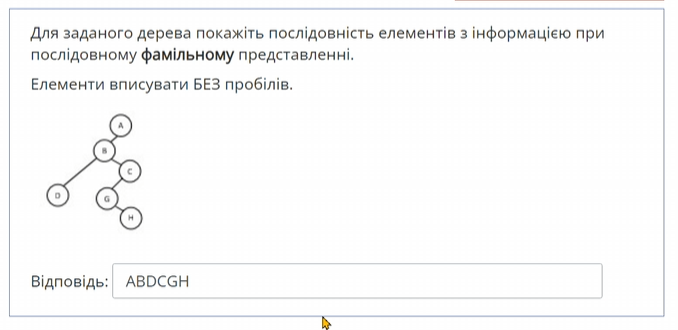 Для заданого дерева покажіть послідовність елементів з інформацією при
послідовному фамільному представленні.
Елементи вписувати БЕЗ пробілів.
A
B
C
D
G
H
Відповідь: ABDCGH